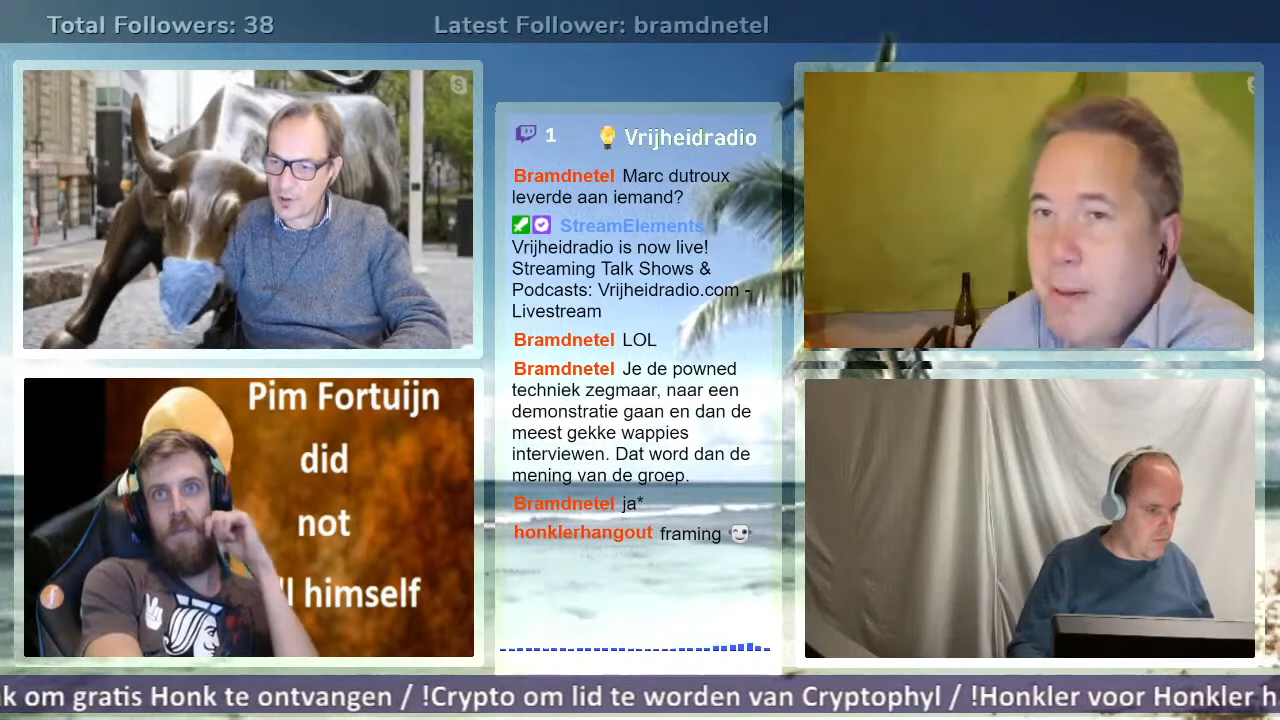 Total Followers: 38
Latest Follower: bramdnetel
1
Vrijheidradio
Bramdnetel Marc dutroux
leverde aan iemand?
StreamElements
Vrijheidradio is now live!
Streaming Talk Shows &
Podcasts: Vrijheidradio.com -
Livestream
Bramdnetel LOL
Bramdnetel Je de powned
techniek zegmaar, naar een
demonstratie gaan en dan de
meest gekke wappies
interviewen. Dat word dan de
mening van de groep.
Bramdnetel ja*
honklerhangout framing
Pim Fortuijn
did
not
himself
om gratis Honk te ontvangen / !Crypto om lid te worden van Cryptophyl / !Honkler voor Honkler